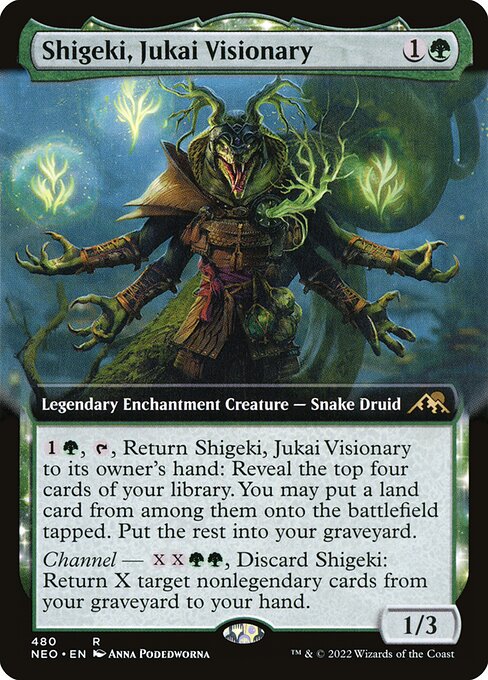 Shigeki, Jukai Visionary 1
Legendary Enchantment Creature — Snake Druid
1, , Return Shigeki, Jukai Visionary
to its owner's hand: Reveal the top four
cards of your library. You may put a land
card from among them onto the battlefield
tapped. Put the rest into your graveyard.
Channel — X X, Discard Shigeki:
Return X target nonlegendary cards from
your graveyard to your hand.
1/3
480 R
NEO • EN Anna Podedworna
™ & © 2022 Wizards of the Coast